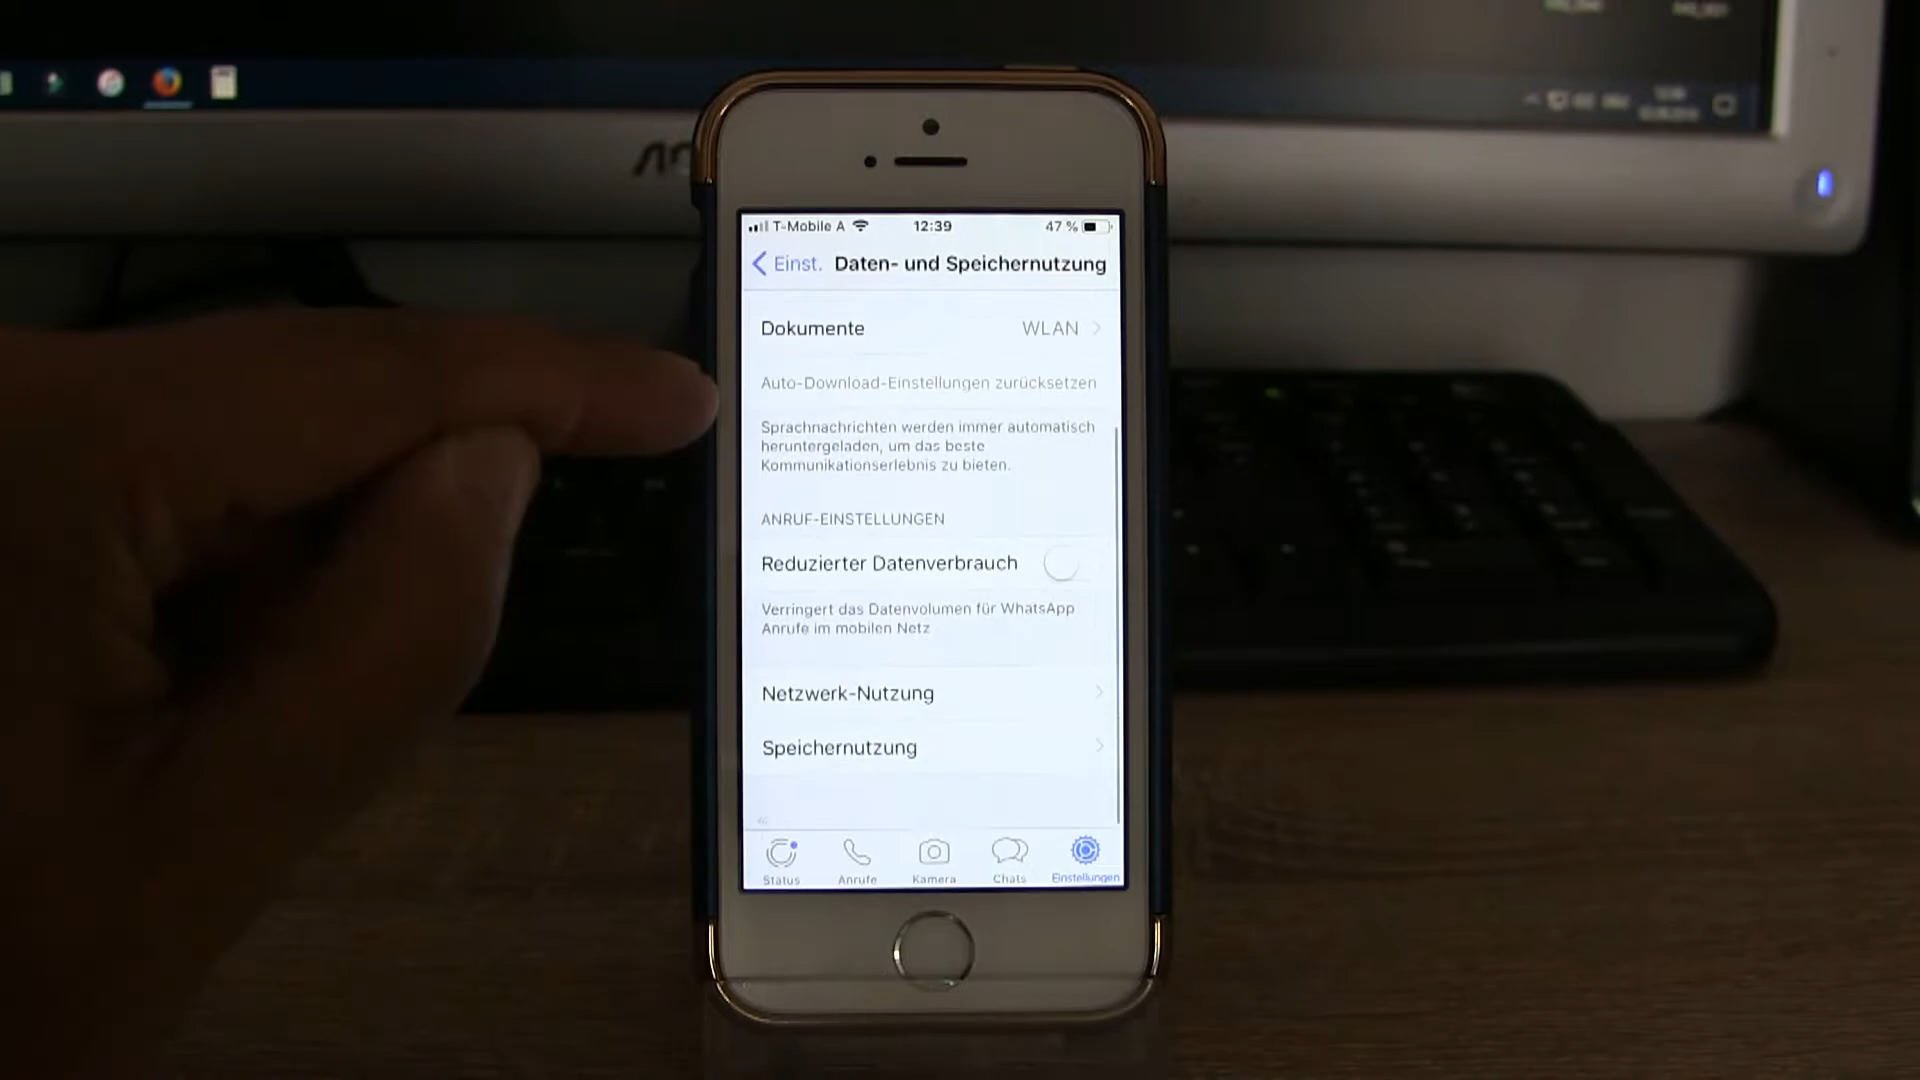 T-Mobile A 12:39 47 %
Einst. Daten- und Speichernutzung
Dokumente WLAN
Auto-Download-Einstellungen zurücksetzen
Sprachnachrichten werden immer automatisch
heruntergeladen, um das beste
Kommunikationserlebnis zu bieten.
ANRUF-EINSTELLUNGEN
Reduzierter Datenverbrauch
Verringert das Datenvolumen für WhatsApp
Anrufe im mobilen Netz
Netzwerk-Nutzung
Speichernutzung
Status Anrufe Kamera Chats Einstellungen